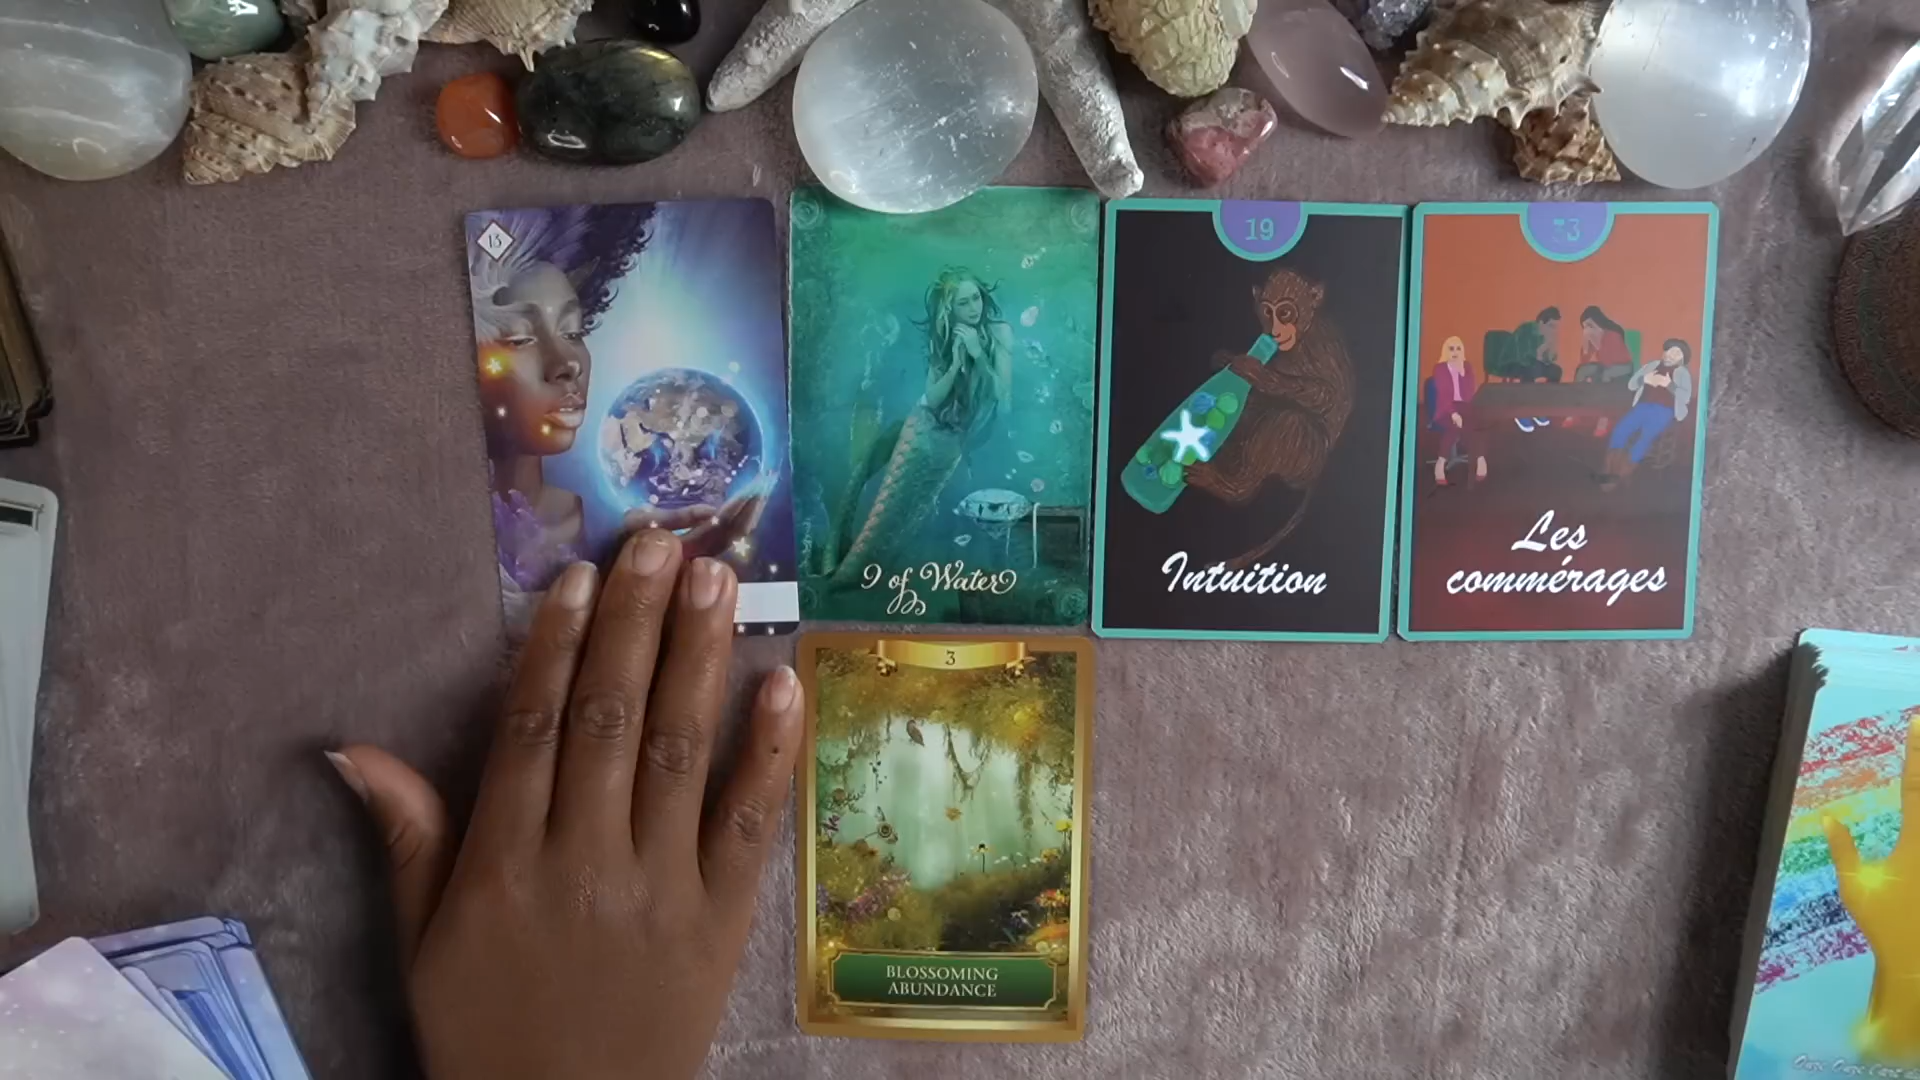 13
9 of Water
19
Intuition
33
Les
commérages
3
BLOSSOMING
ABUNDANCE